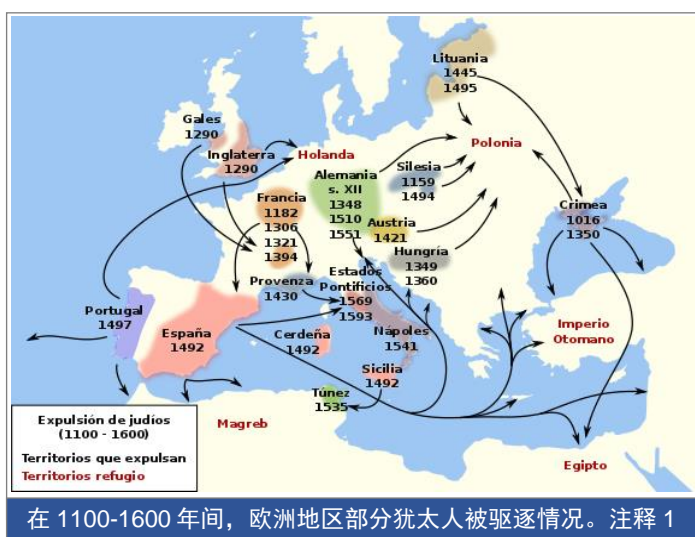 Lituania
1445
1495
Gales
1290
Inglaterra
1290
Holanda
Polonia
Alemania
s. XII
1348
1510
1551
Silesia
1159
1494
Francia
1182
1306
1321
1394
Austria
1421
Crimea
1016
1350
Hungría
1349
1360
Provenza
1430
Estados
Pontificios
1569
1593
Portugal
1497
España
1492
Cerdeña
1492
Nápoles
1541
Imperio
Otomano
Sicilia
1492
Túnez
1535
Magreb
Egipto
Expulsión de judíos
(1100 - 1600)
Territorios que expulsan
Territorios refugio
在 1100-1600 年间，欧洲地区部分犹太人被驱逐情况。注释 1